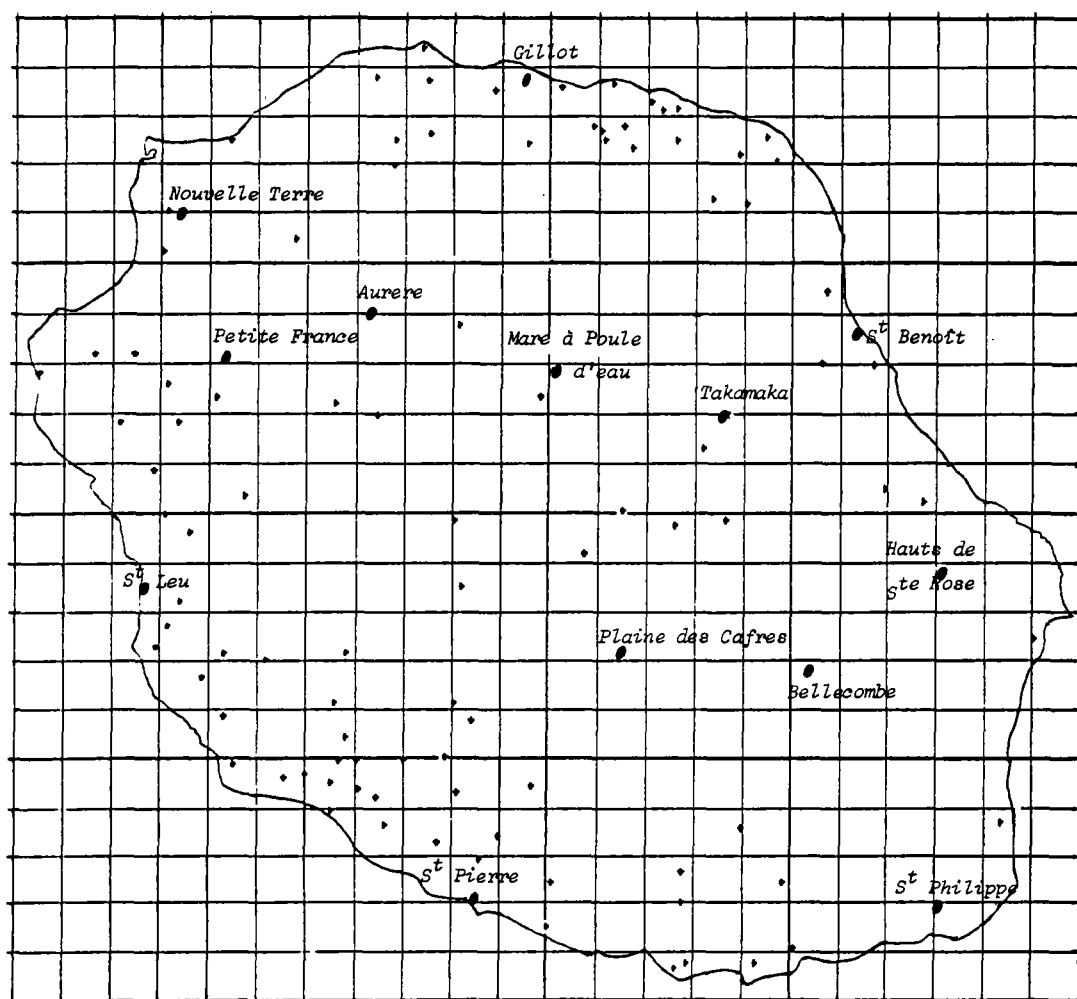 Gillot
Nouvelle Terre
Aurere
Petite France
Mare à Poule
d'eau
St Benoît
Takamaka
Hauts de
Ste Rose
St Leu
Plaine des Cafres
Bellecombe
St Pierre
St Philippe